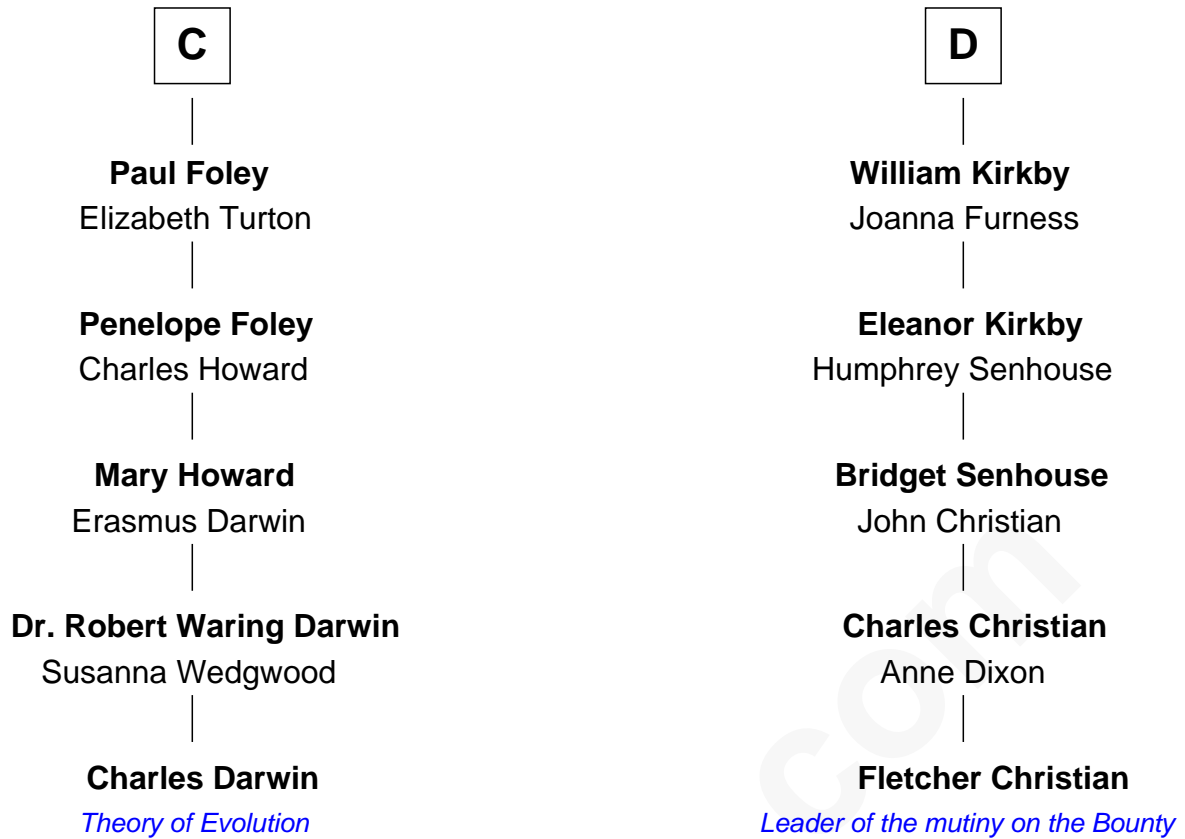 C
Paul Foley
Elizabeth Turton
Penelope Foley
Charles Howard
Mary Howard
Erasmus Darwin
Dr. Robert Waring Darwin
Susanna Wedgwood
Charles Darwin
Theory of Evolution
D
William Kirkby
Joanna Furness
Eleanor Kirkby
Humphrey Senhouse
Bridget Senhouse
John Christian
Charles Christian
Anne Dixon
Fletcher Christian
Leader of the mutiny on the Bounty
com